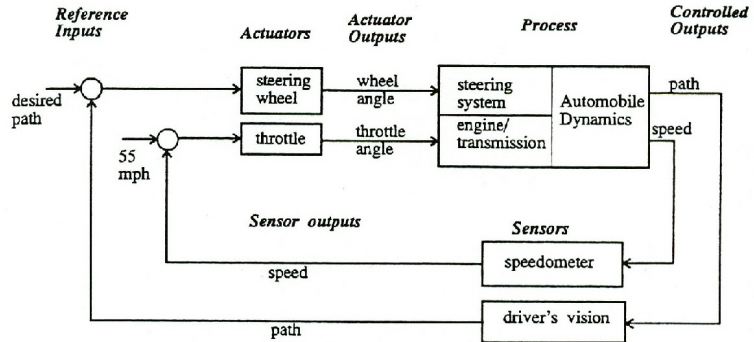 Reference
Inputs
Actuators
Actuator
Outputs
Process
Controlled
Outputs
desired
path
steering
wheel
wheel
angle
steering
system
Automobile
Dynamics
path
55
mph
throttle
throttle
angle
engine/
transmission
speed
Sensor outputs
Sensors
speed
speedometer
path
driver's vision